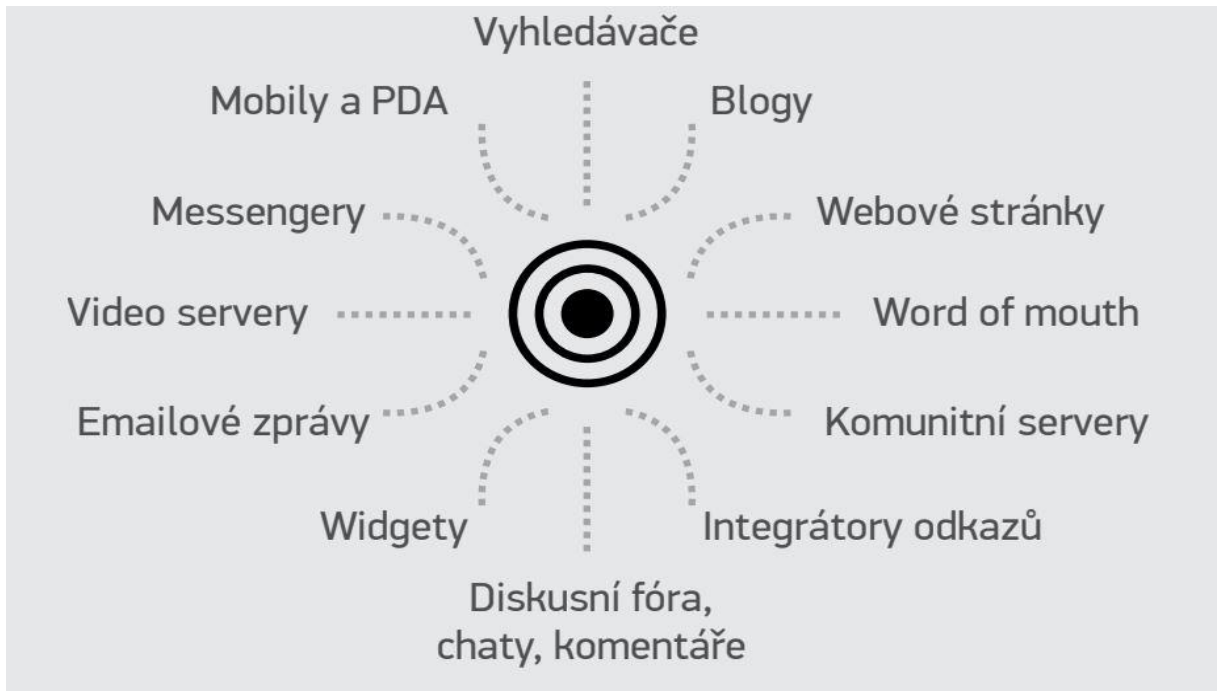 Vyhledávače
Mobily a PDA
Blogy
Messengery
Webové stránky
Video servery
Word of mouth
Emailové zprávy
Komunitní servery
Widgety
Integrátory odkazů
Diskusní fóra,
chaty, komentáře